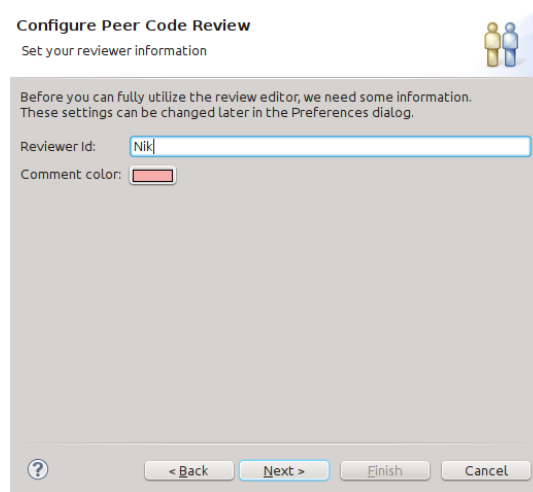 Configure Peer Code Review
Set your reviewer information
Before you can fully utilize the review editor, we need some information.
These settings can be changed later in the Preferences dialog.
Reviewer Id: Nik
Comment color:
? < Back Next > Finish Cancel